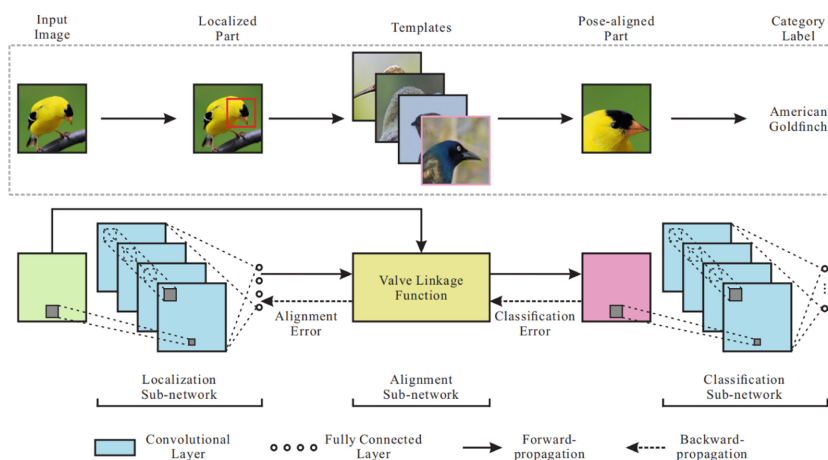 Input
Image
Localized
Part
Templates
Pose-aligned
Part
Category
Label
American
Goldfinch
Valve Linkage
Function
Alignment
Error
Classification
Error
Localization
Sub-network
Alignment
Sub-network
Classification
Sub-network
Convolutional
Layer
Fully Connected
Layer
Forward-
propagation
Backward-
propagation